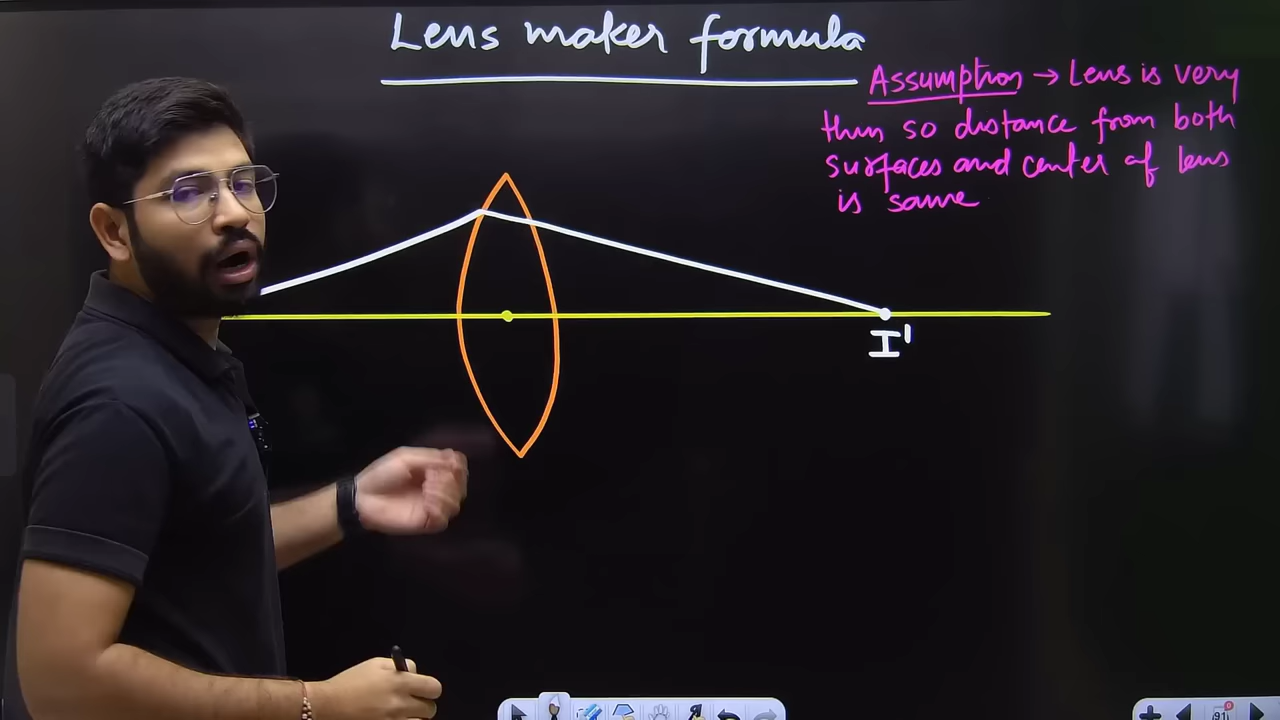 Lens maker formula
Assumption → Lens is very
thin so distance from both
surfaces and center of lens
is same
I'
91